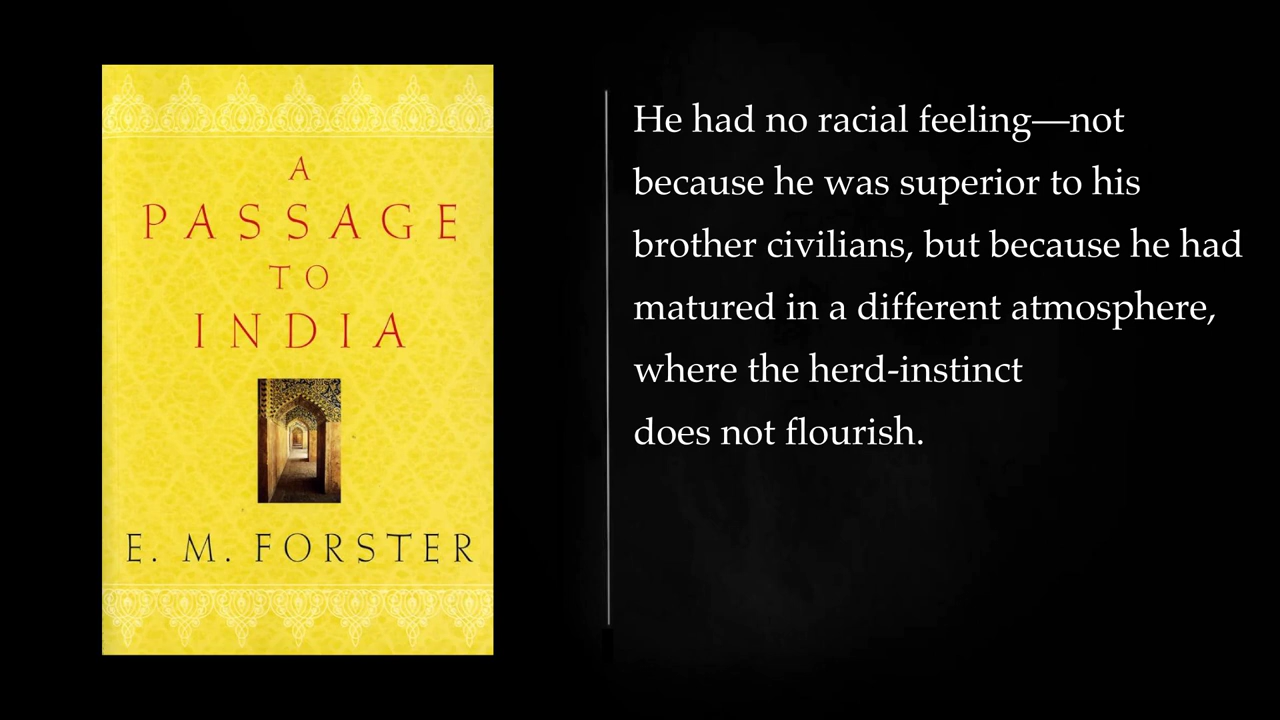 A
PASSAGE
TO
INDIA
E. M. FORSTER
He had no racial feeling—not
because he was superior to his
brother civilians, but because he had
matured in a different atmosphere,
where the herd-instinct
does not flourish.